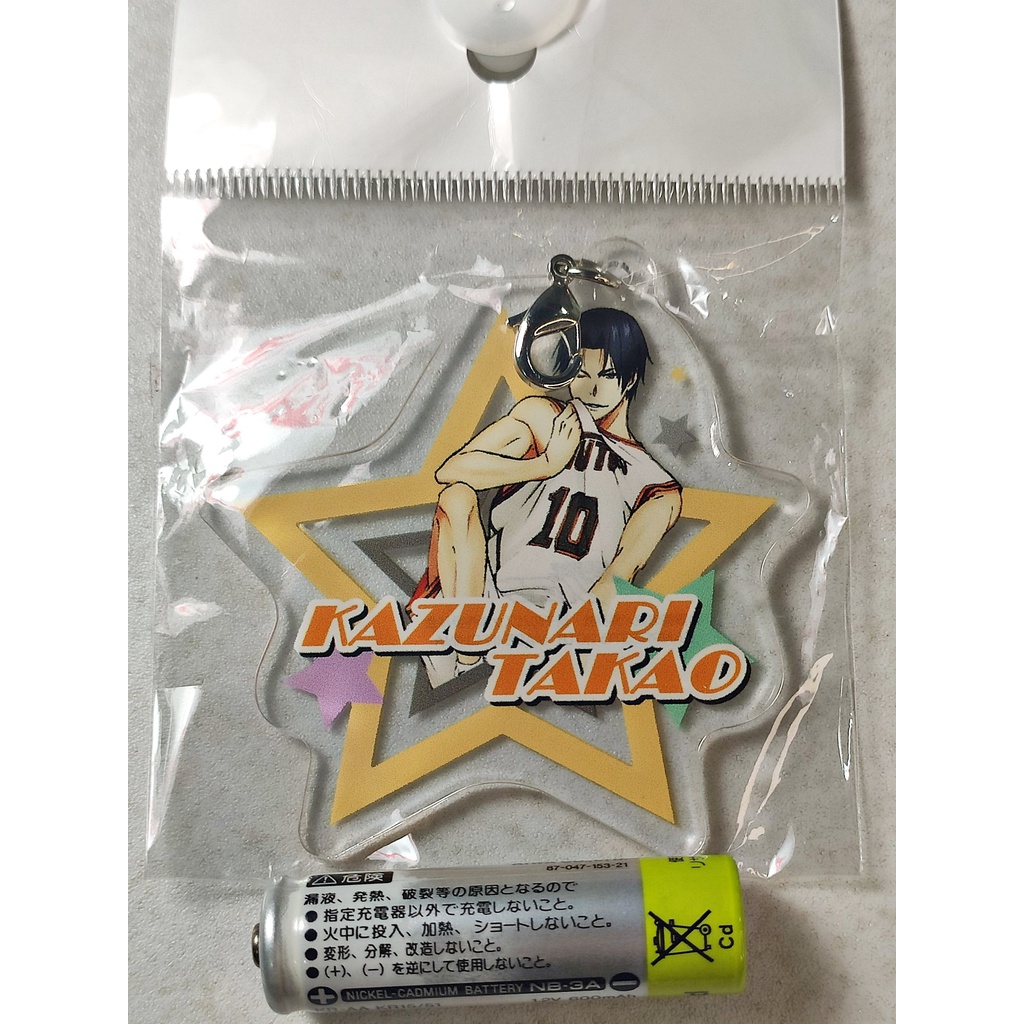 10
KAZUNARI
TAKAO
87-047-153-21
危険
漏液、発熱、破裂等の原因となるので
●指定充電器以外で充電しないこと。
●火中に投入、加熱、ショートしないこと。
●変形、分解、改造しないこと。
●(+)、(−)を逆にして使用しないこと。
+ NICKEL-CADMIUM BATTERY NB-3A −
Cd